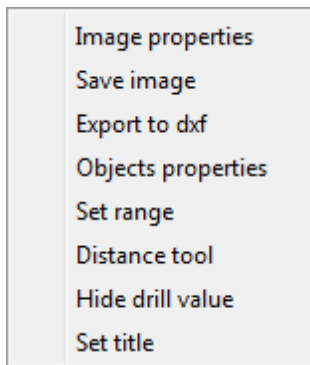 Image properties
Save image
Export to dxf
Objects properties
Set range
Distance tool
Hide drill value
Set title